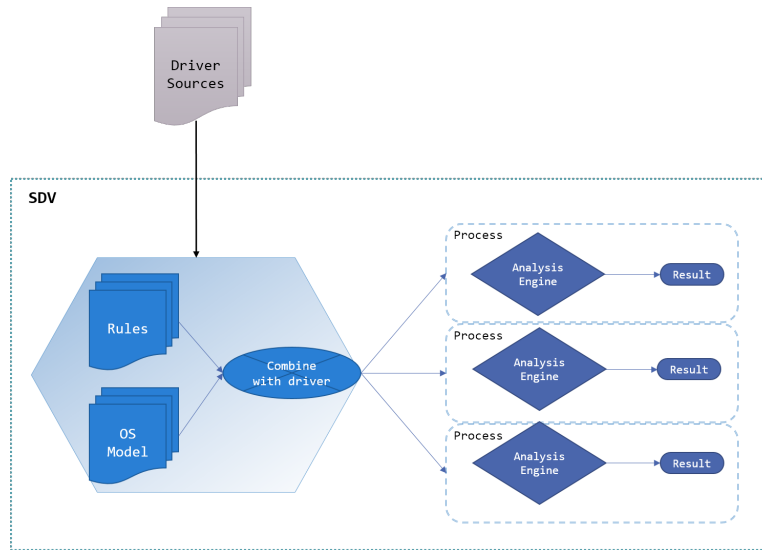 Driver
Sources
SDV
Rules
OS
Model
Combine
with driver
Process
Analysis
Engine
Result
Process
Analysis
Engine
Result
Process
Analysis
Engine
Result